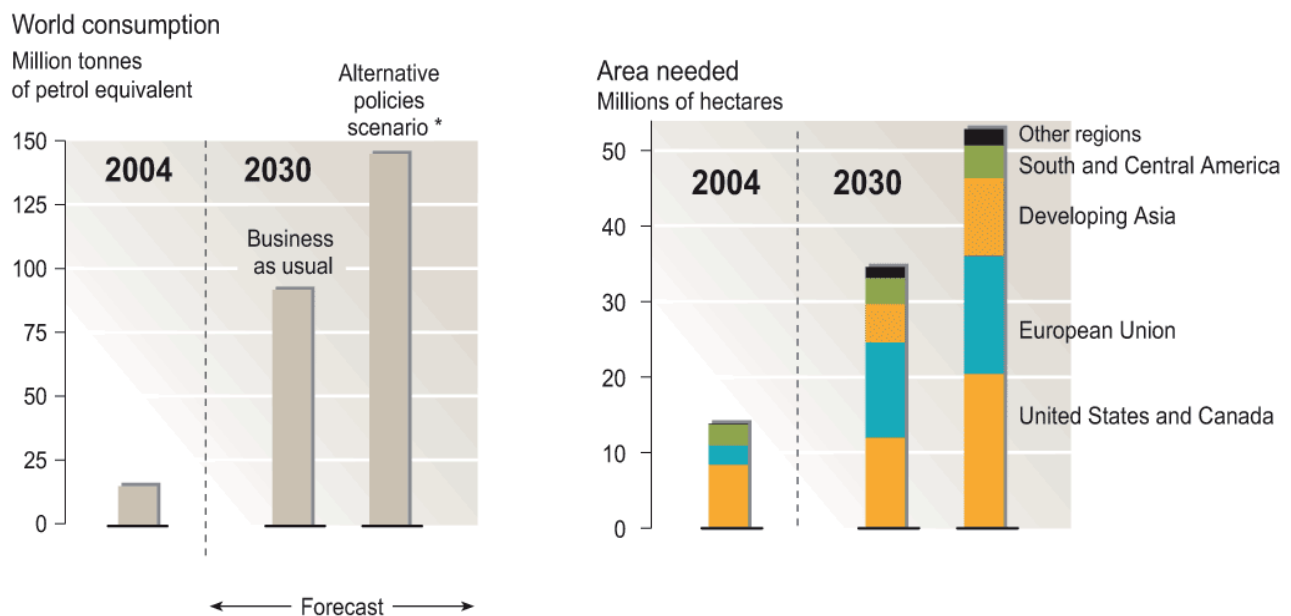 World consumption
Million tonnes
of petrol equivalent
Alternative
policies
scenario *
150
125
100
75
50
25
0
2004
2030
Business
as usual
Forecast
Area needed
Millions of hectares
50
40
30
20
10
0
2004
2030
Other regions
South and Central America
Developing Asia
European Union
United States and Canada